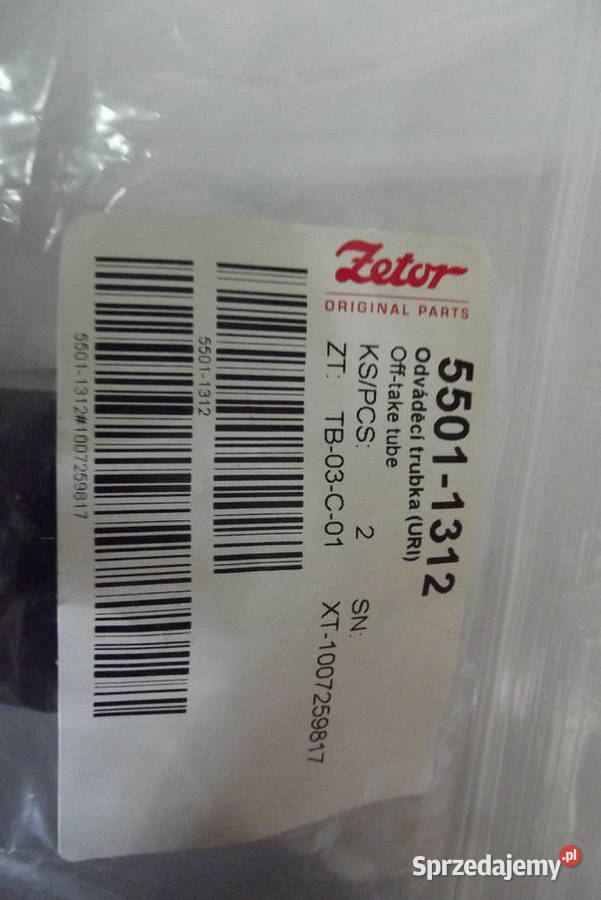 Zetor
ORIGINAL PARTS
5501-1312
Odváděcí trubka (URI)
Off-take tube
KS/PCS: 2 SN:
ZT: TB-03-C-01 XT-1007259817
5501-1312
5501-1312#1007259817
Sprzedajemy.pl